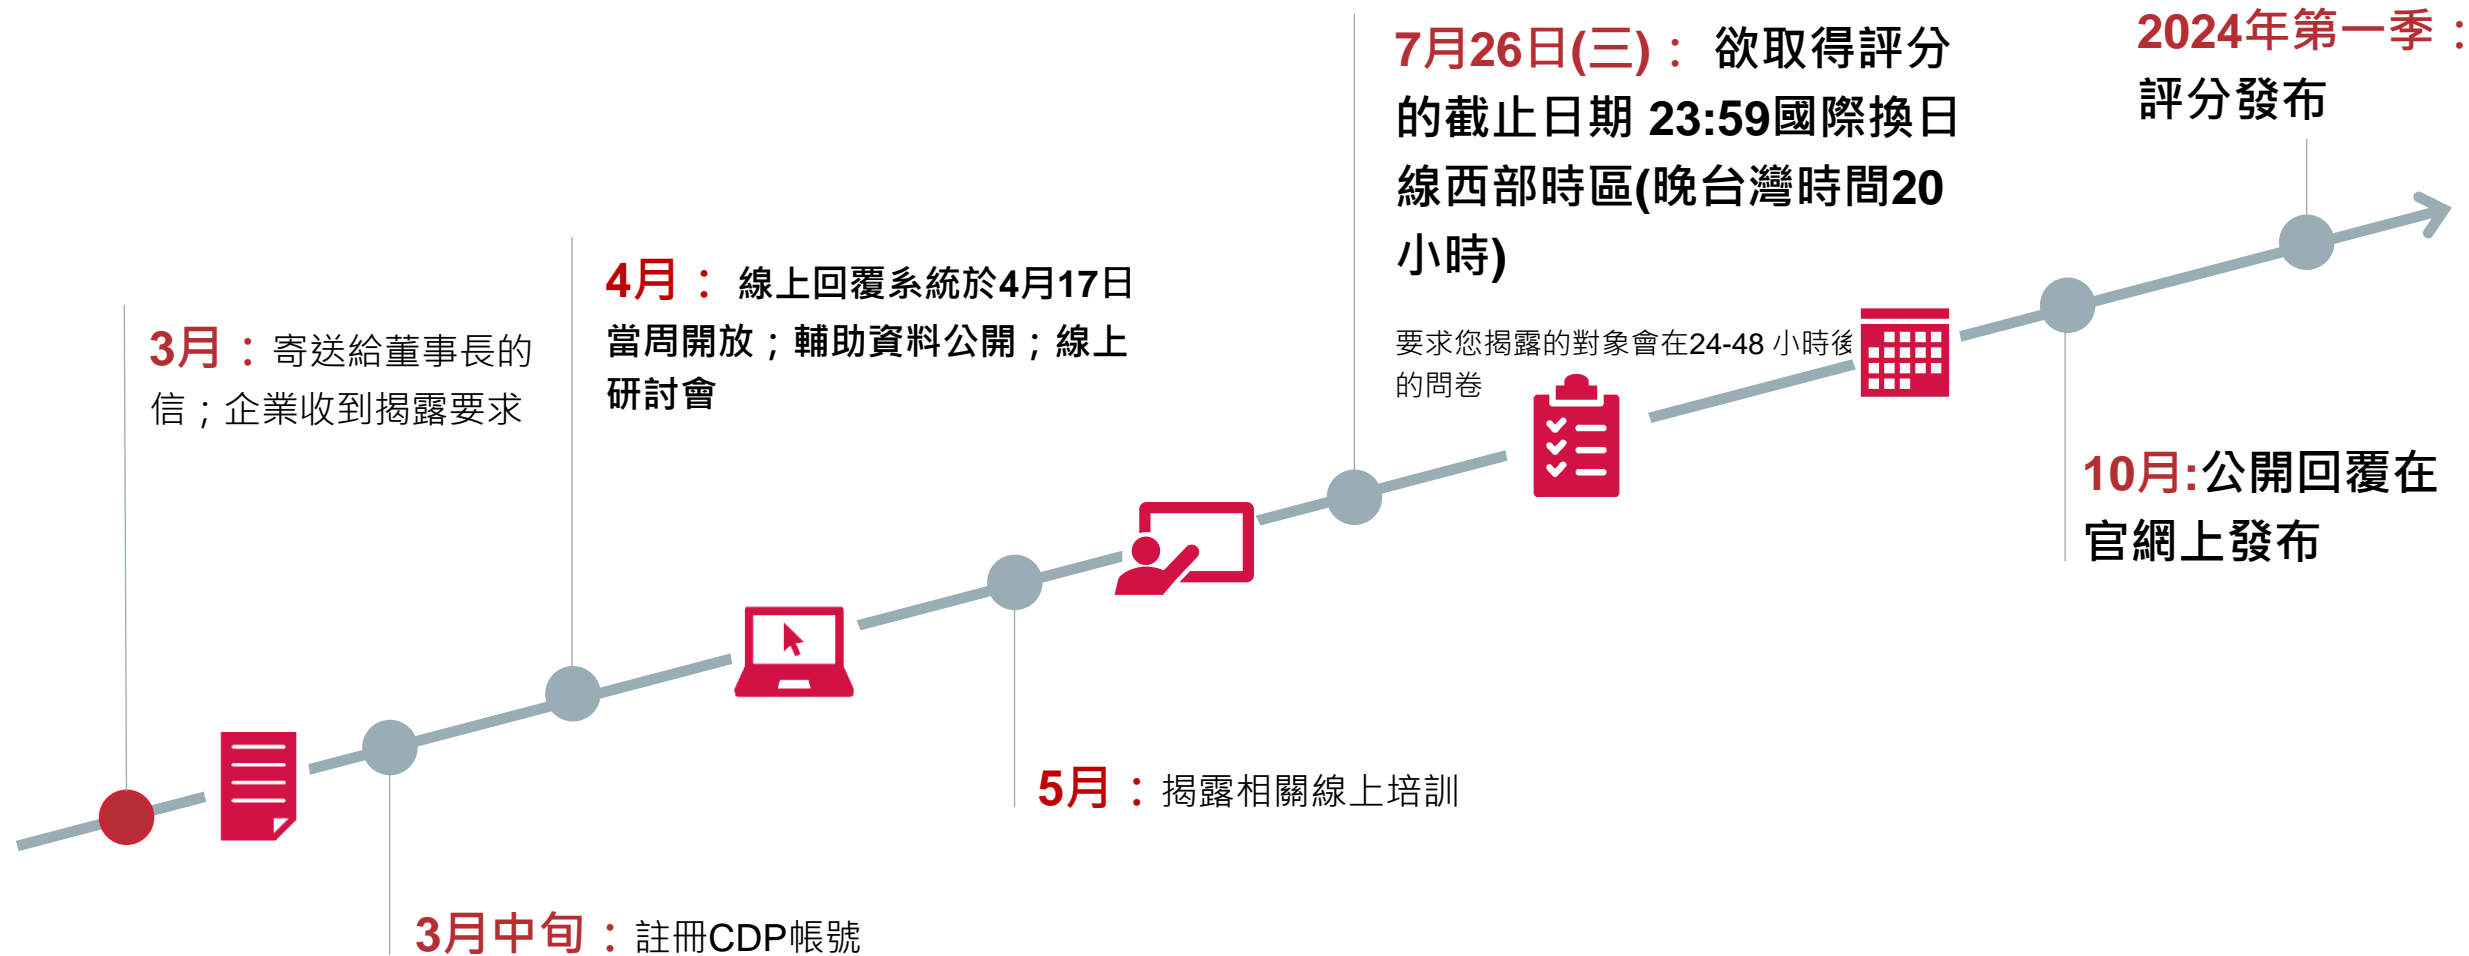 3月：寄送給董事長的
信；企業收到揭露要求
3月中旬：註冊CDP帳號
4月： 線上回覆系統於4月17日
當周開放；輔助資料公開；線上
研討會
5月：揭露相關線上培訓
7月26日(三)： 欲取得評分
的截止日期 23:59國際換日
線西部時區(晚台灣時間20
小時)
要求您揭露的對象會在24-48 小時後
的問卷
10月:公開回覆在
官網上發布
2024年第一季：
評分發布